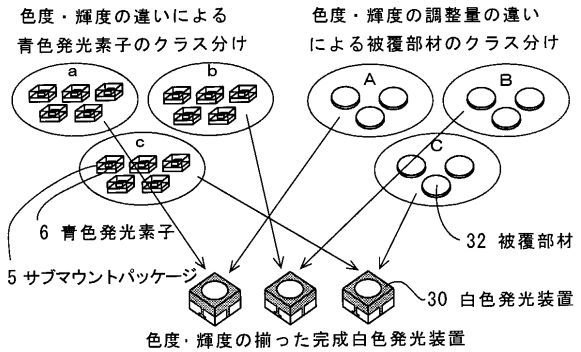 色度・輝度の違いによる
青色発光素子のクラス分け
色度・輝度の調整量の違い
による被覆部材のクラス分け
a
b
A
B
c
C
6 青色発光素子
32 被覆部材
5 サブマウントパッケージ
30 白色発光装置
色度・輝度の揃った完成白色発光装置